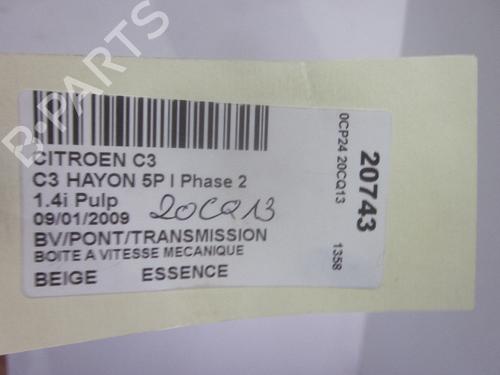 B-PARTS
CITROEN C3
C3 HAYON 5P I Phase 2
1.4i Pulp
09/01/2009 20CQ13
BV/PONT/TRANSMISSION
BOITE A VITESSE MECANIQUE
BEIGE ESSENCE
20743
0CP24 20CQ13 1358